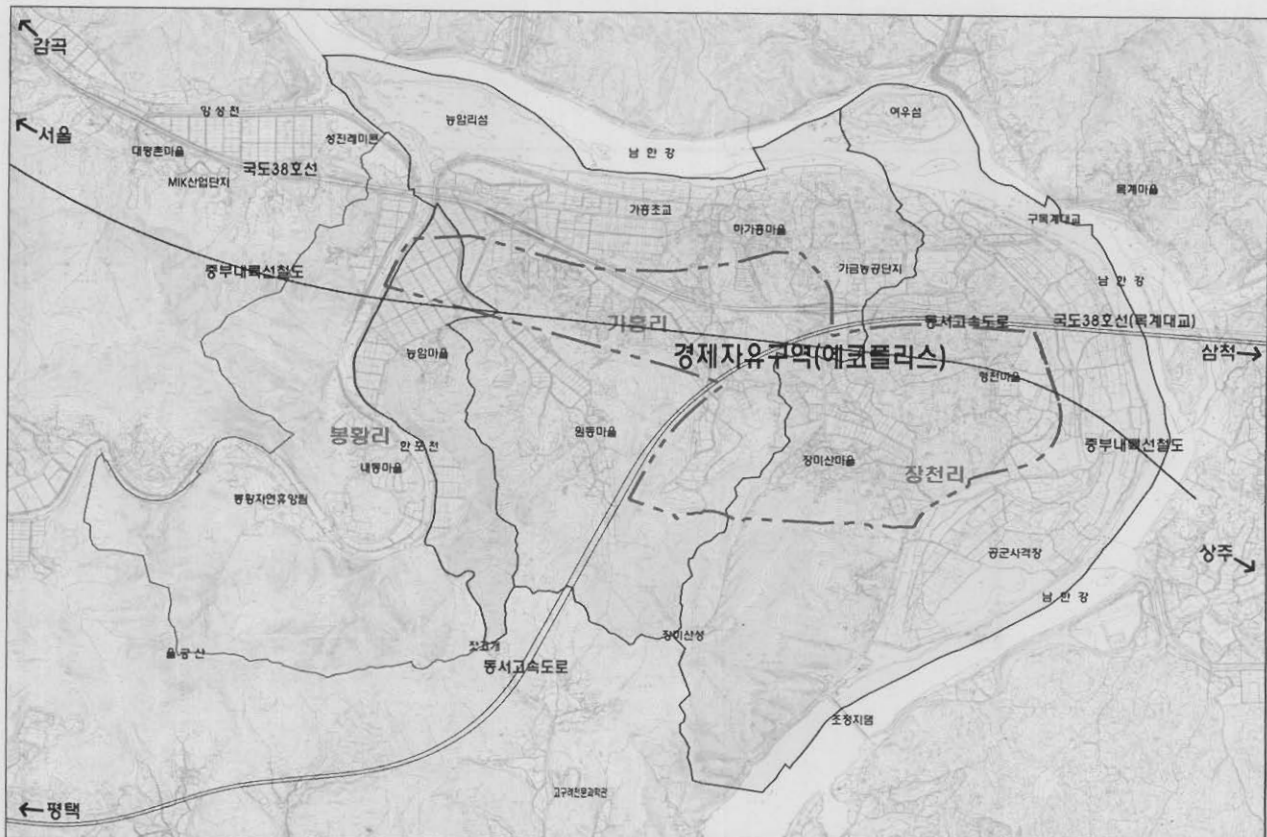 감곡
서울
앙성천
대평촌마을
성진레미콘
MIK산업단지
국도38호선
능암리섬
남 한 강
여우섬
목계마을
구목계대교
가흥초교
마가흥마을
가금농공단지
남 한 강
중부내륙선철도
가흥리
동서고속도로
국도38호선(목계대교)
삼척
경제자유구역(에코폴리스)
능암마을
형천마을
봉황리
한포천
원동마을
장미산마을
장천리
중부내륙선철도
내동마을
봉황자연휴양림
공군사격장
상주
남 한 강
장미산성
을궁산
잣고개
동서고속도로
조정지댐
고구려천문과학관
평택